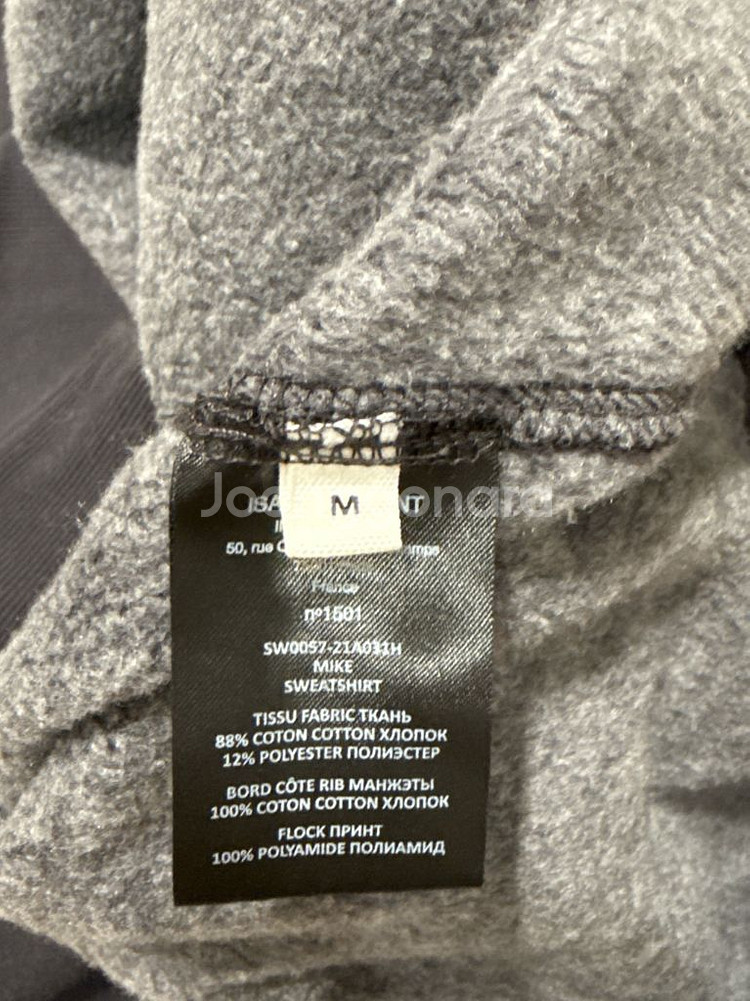 M
50, rue
France
nº1501
SW0057-21A031H
MIKE
SWEATSHIRT
TISSU FABRIC ТКАНЬ
88% COTON COTTON ХЛОПОК
12% POLYESTER ПОЛИЭСТЕР
BORD CÔTE RIB МАНЖЭТЫ
100% COTON COTTON ХЛОПОК
FLOCK ПРИНТ
100% POLYAMIDE ПОЛИАМИД